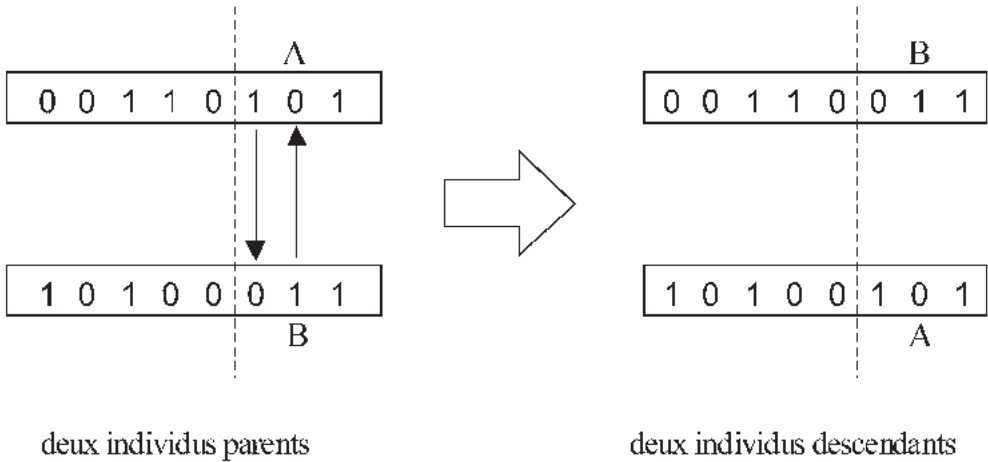 A B
0 0 1 1 0 1 0 1 0 0 1 1 0 0 1 1
1 0 1 0 0 0 1 1 1 0 1 0 0 1 0 1
B A
deux individus parents deux individus descendants